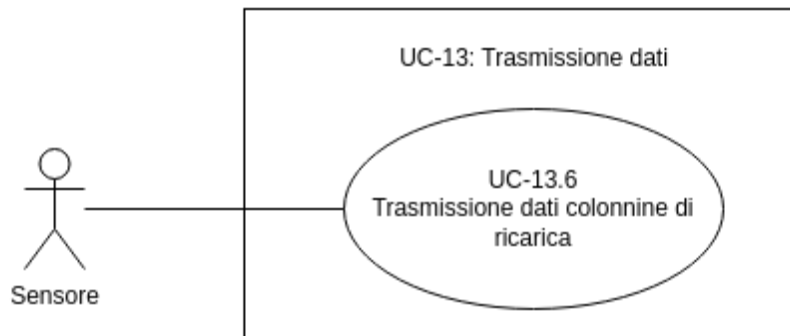 UC-13: Trasmissione dati
UC-13.6
Trasmissione dati colonnine di
ricarica
Sensore